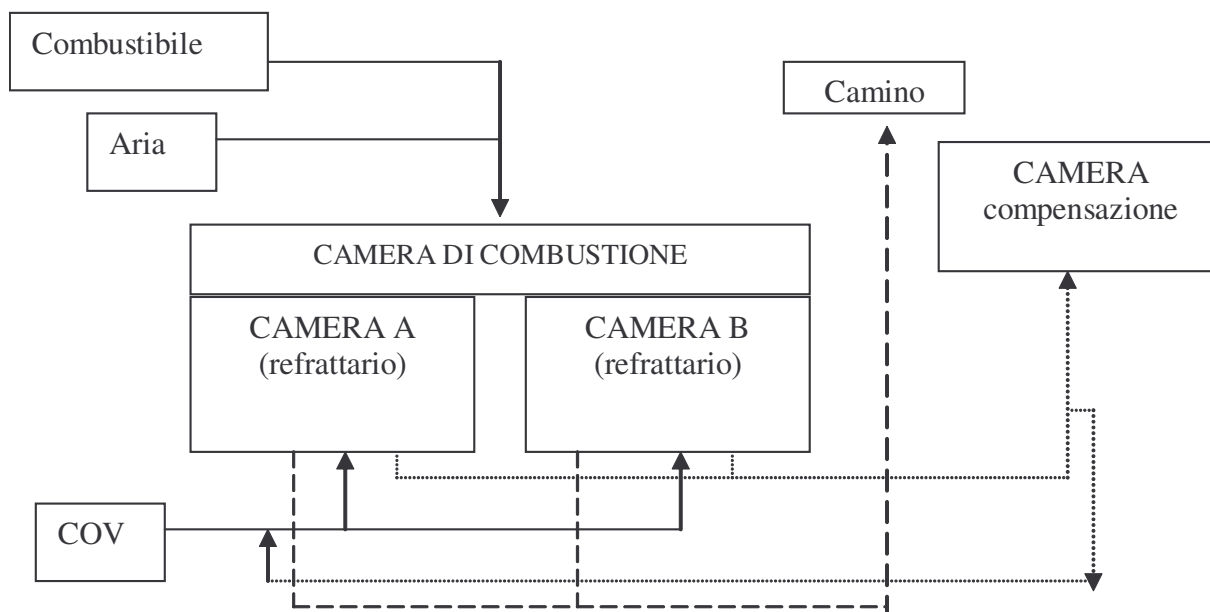 Combustibile
Aria
Camino
CAMERA
compensazione
CAMERA DI COMBUSTIONE
CAMERA A
(refrattario)
CAMERA B
(refrattario)
COV